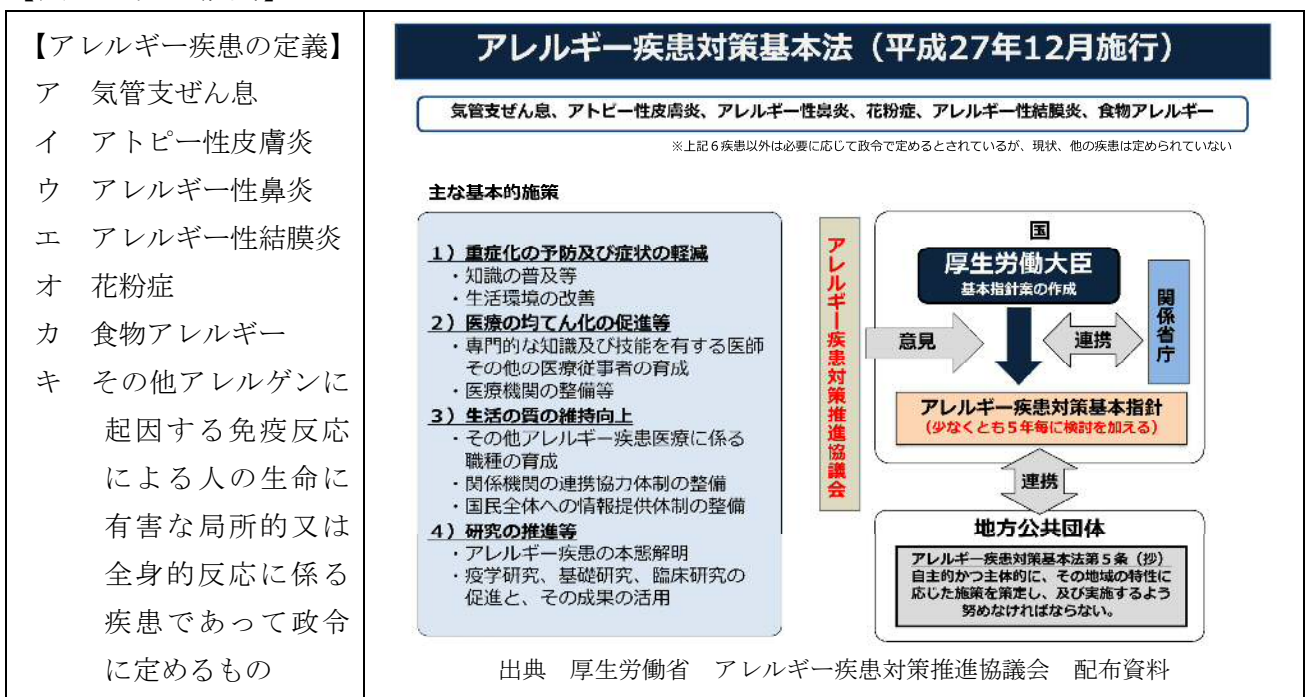 【アレルギー疾患の定義】
ア 気管支ぜん息
イ アトピー性皮膚炎
ウ アレルギー性鼻炎
エ アレルギー性結膜炎
オ 花粉症
カ 食物アレルギー
キ その他アレルゲンに
起因する免疫反応
による人の生命に
有害な局所的又は
全身的反応に係る
疾患であって政令
に定めるもの
アレルギー疾患対策基本法（平成27年12月施行）
気管支ぜん息、アトピー性皮膚炎、アレルギー性鼻炎、花粉症、アレルギー性結膜炎、食物アレルギー
※上記６疾患以外は必要に応じて政令で定めるとされているが、現状、他の疾患は定められていない
主な基本的施策
１）重症化の予防及び症状の軽減
・知識の普及等
・生活環境の改善
２）医療の均てん化の促進等
・専門的な知識及び技能を有する医師
その他の医療従事者の育成
・医療機関の整備等
３）生活の質の維持向上
・その他アレルギー疾患医療に係る
職種の育成
・関係機関の連携協力体制の整備
・国民全体への情報提供体制の整備
４）研究の推進等
・アレルギー疾患の本態解明
・疫学研究、基礎研究、臨床研究の
促進と、その成果の活用
アレルギー疾患対策推進協議会
意見
国
厚生労働大臣
基本指針案の作成
連携
関係省庁
アレルギー疾患対策基本指針
（少なくとも５年毎に検討を加える）
連携
地方公共団体
アレルギー疾患対策基本法第５条（抄）
自主的かつ主体的に、その地域の特性に
応じた施策を策定し、及び実施するよう
努めなければならない。
出典 厚生労働省 アレルギー疾患対策推進協議会 配布資料